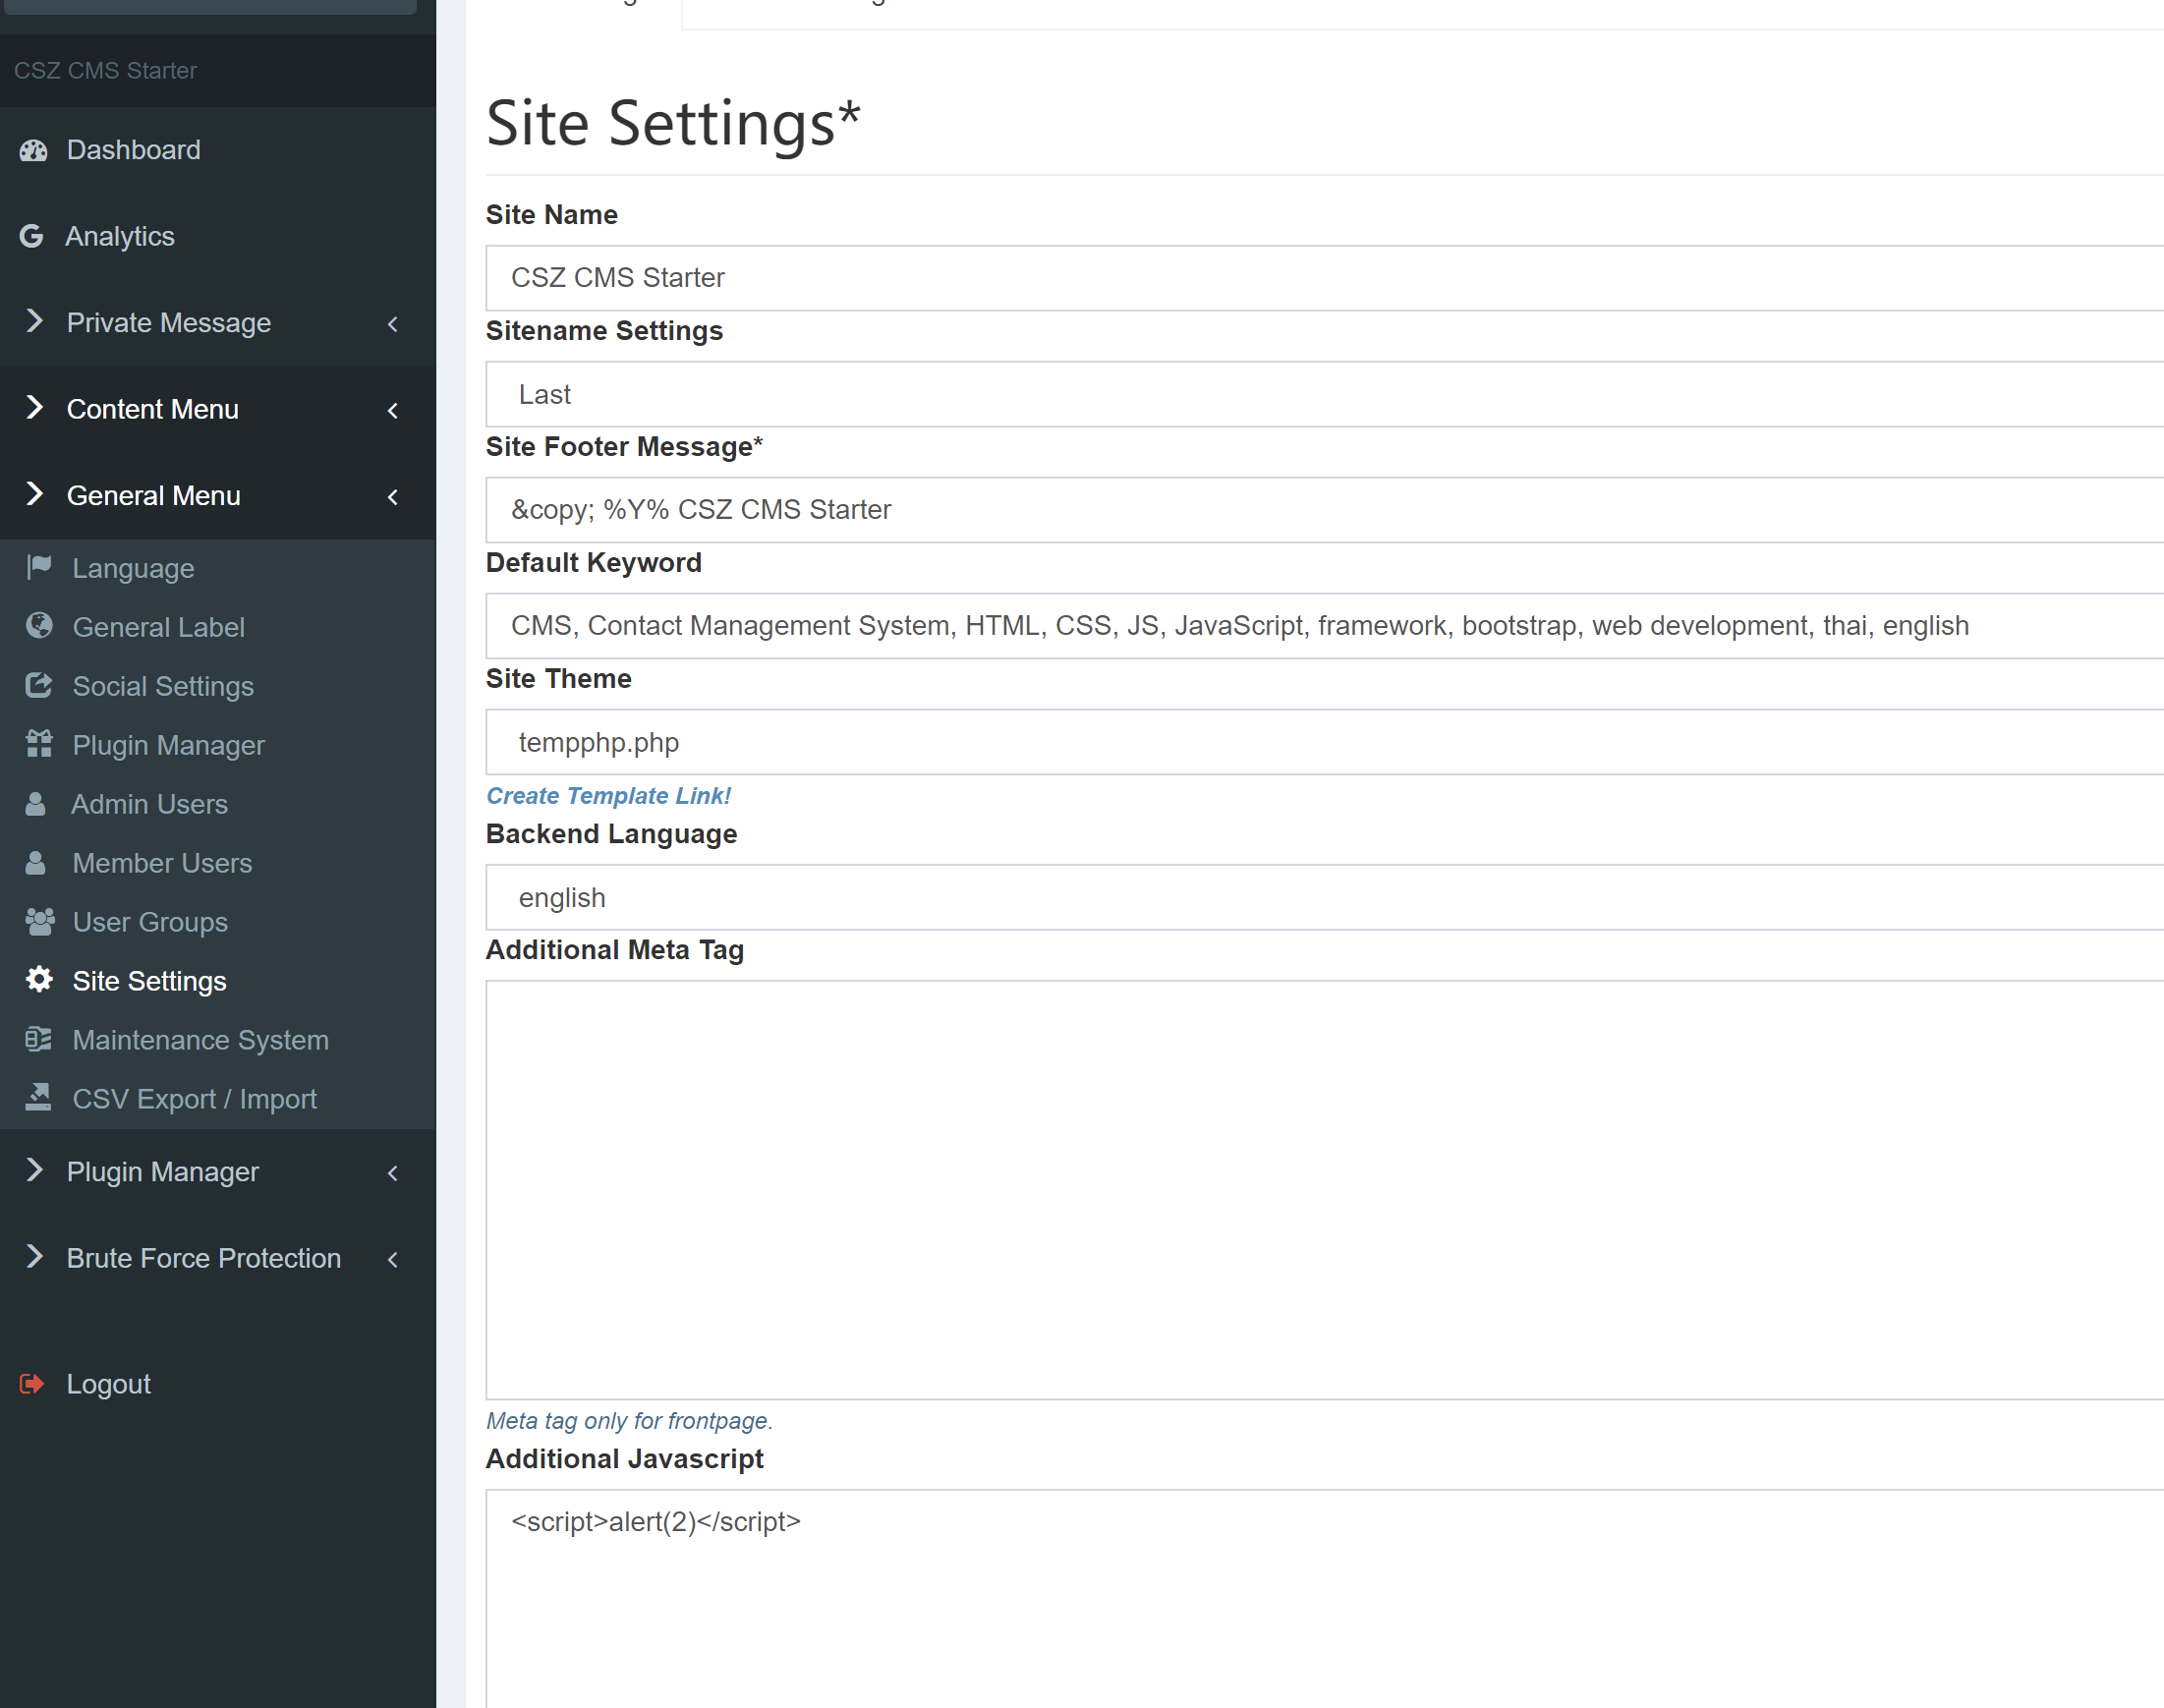 CSZ CMS Starter
Dashboard
Analytics
Private Message
Content Menu
General Menu
Language
General Label
Social Settings
Plugin Manager
Admin Users
Member Users
User Groups
Site Settings
Maintenance System
CSV Export / Import
Plugin Manager
Brute Force Protection
Logout
Site Settings*
Site Name
CSZ CMS Starter
Sitename Settings
Last
Site Footer Message*
&copy; %Y% CSZ CMS Starter
Default Keyword
CMS, Contact Management System, HTML, CSS, JS, JavaScript, framework, bootstrap, web development, thai, english
Site Theme
tempphp.php
Create Template Link!
Backend Language
english
Additional Meta Tag
Meta tag only for frontpage.
Additional Javascript
<script>alert(2)</script>